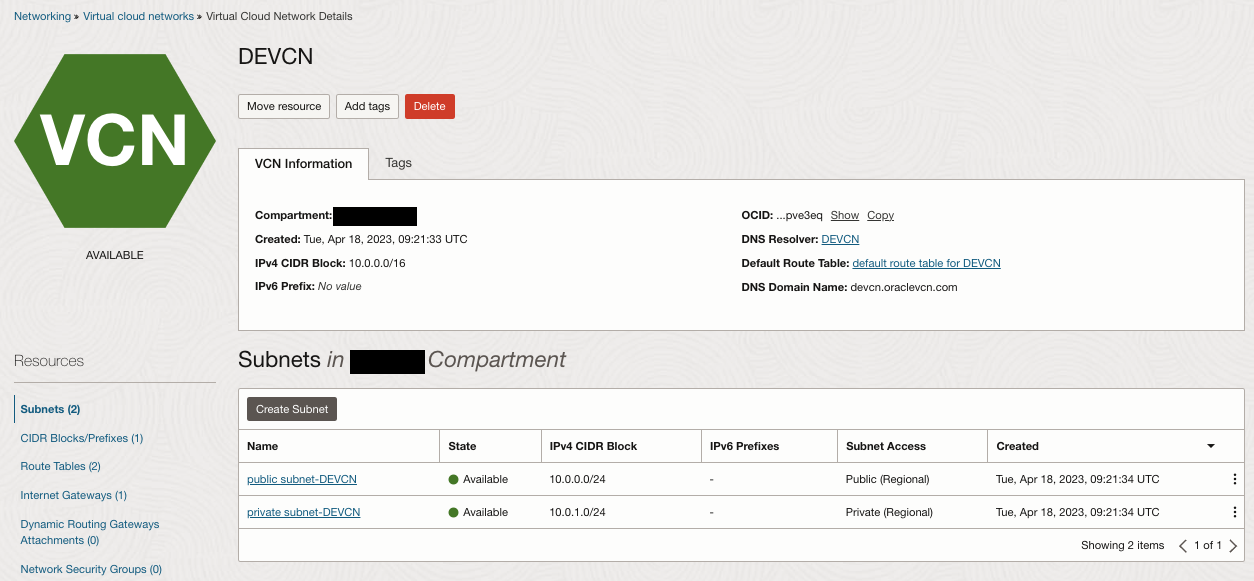 Networking » Virtual cloud networks » Virtual Cloud Network Details
VCN
AVAILABLE
DEVCN
Move resource Add tags Delete
VCN Information Tags
Compartment:
Created: Tue, Apr 18, 2023, 09:21:33 UTC
IPv4 CIDR Block: 10.0.0.0/16
IPv6 Prefix: No value
OCID: ...pve3eq Show Copy
DNS Resolver: DEVCN
Default Route Table: default route table for DEVCN
DNS Domain Name: devcn.oraclevcn.com
Resources
Subnets (2)
CIDR Blocks/Prefixes (1)
Route Tables (2)
Internet Gateways (1)
Dynamic Routing Gateways
Attachments (0)
Network Security Groups (0)
Subnets in Compartment
Create Subnet
Name State IPv4 CIDR Block IPv6 Prefixes Subnet Access Created
public subnet-DEVCN Available 10.0.0.0/24 - Public (Regional) Tue, Apr 18, 2023, 09:21:34 UTC
private subnet-DEVCN Available 10.0.1.0/24 - Private (Regional) Tue, Apr 18, 2023, 09:21:34 UTC
Showing 2 items 1 of 1